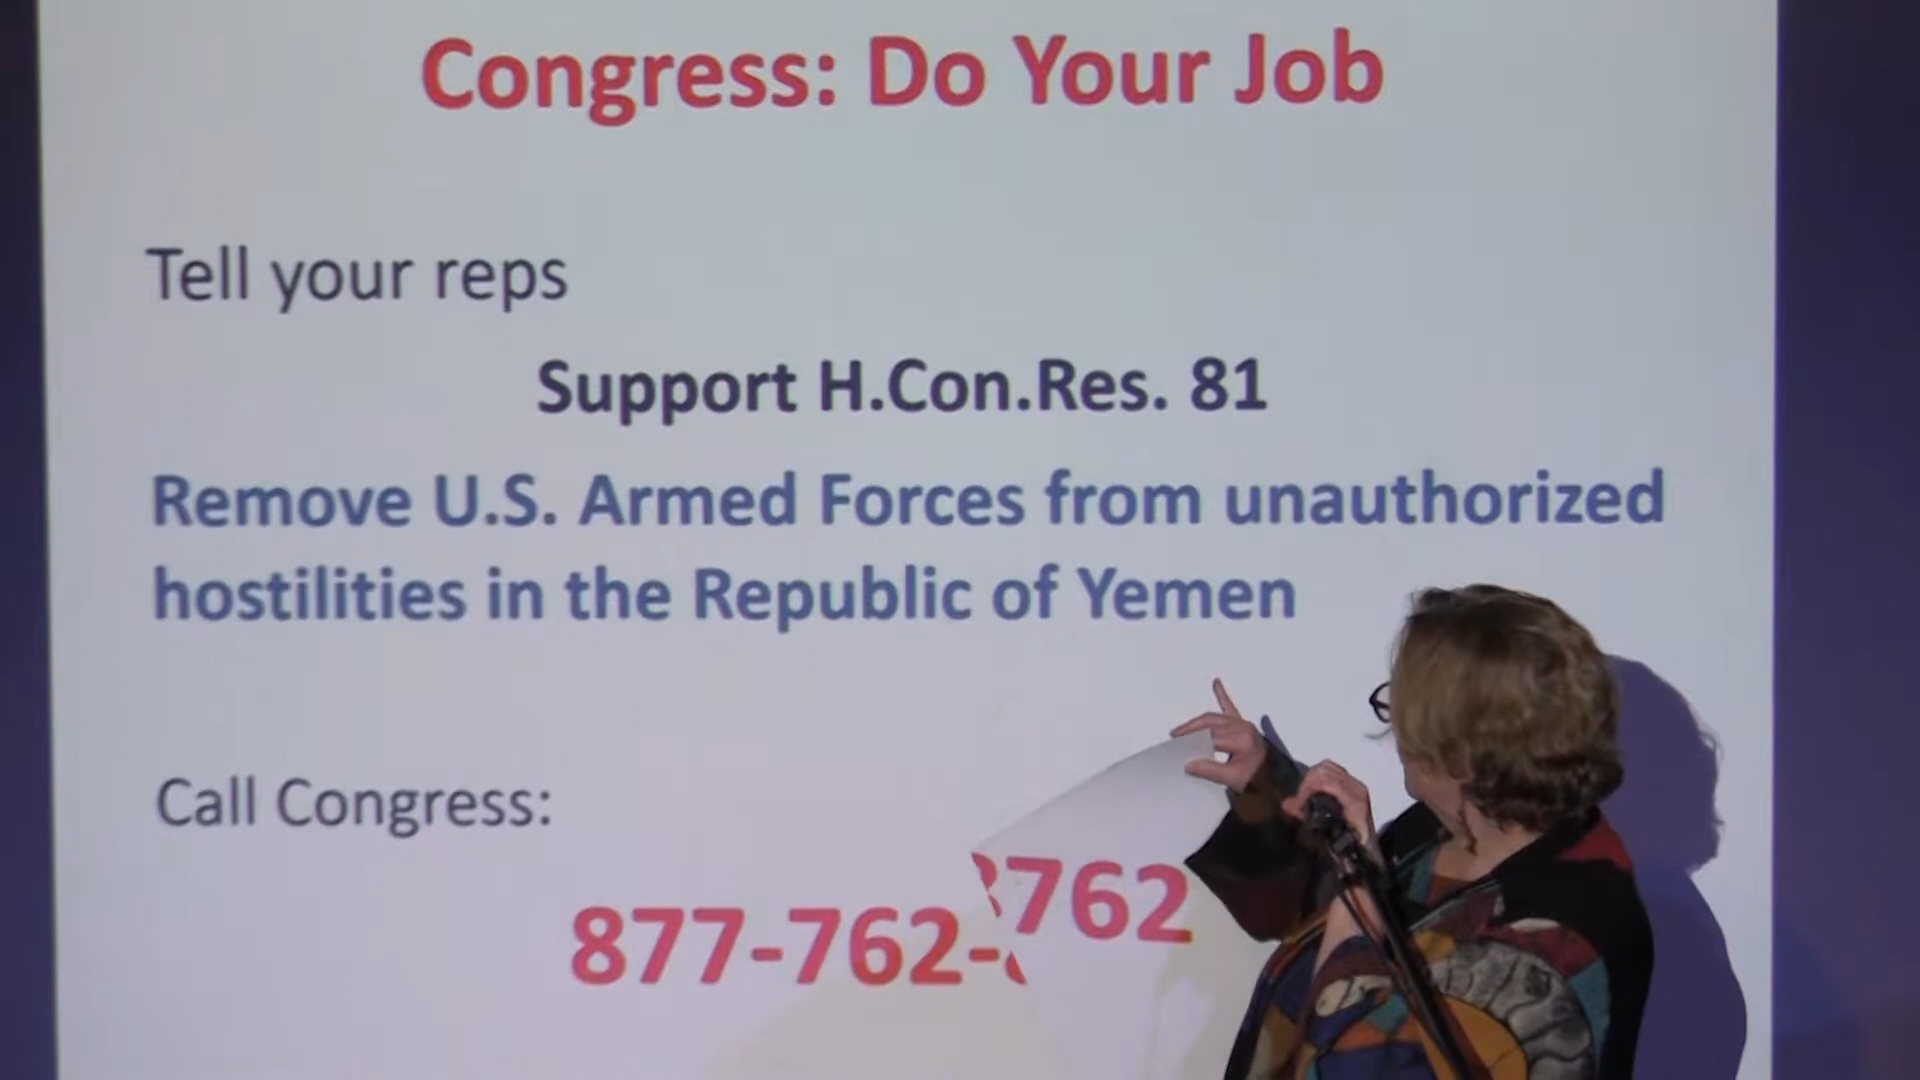 Congress: Do Your Job
Tell your reps
Support H.Con.Res. 81
Remove U.S. Armed Forces from unauthorized
hostilities in the Republic of Yemen
Call Congress:
877-762-8762